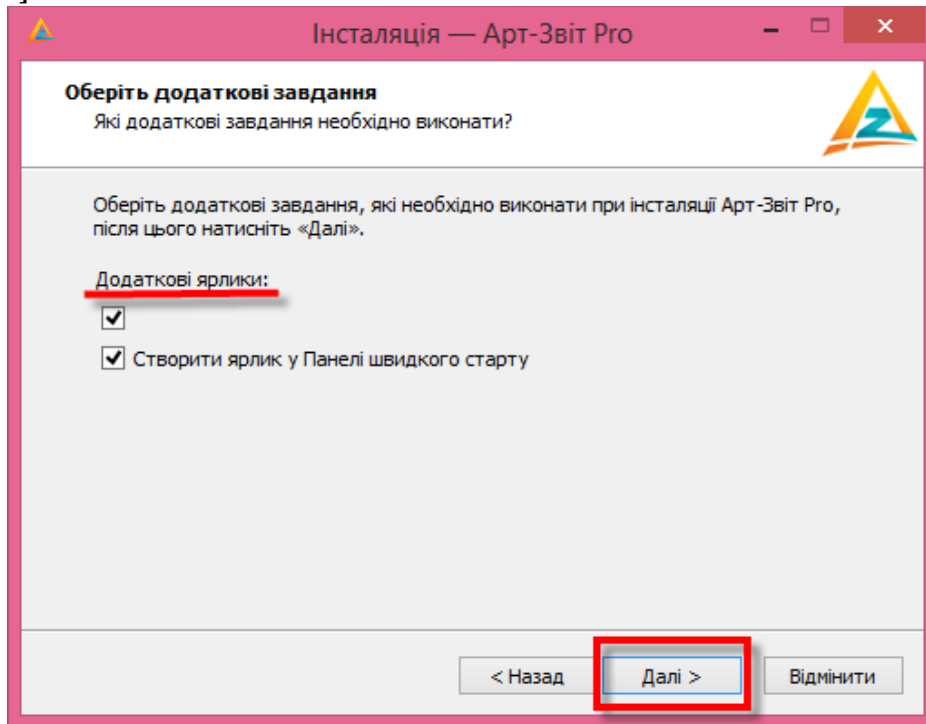 Інсталяція — Арт-Звіт Pro
Оберіть додаткові завдання
Які додаткові завдання необхідно виконати?
Оберіть додаткові завдання, які необхідно виконати при інсталяції Арт-Звіт Pro,
після цього натисніть «Далі».
Додаткові ярлики:
Створити ярлик у Панелі швидкого старту
< Назад Далі > Відмінити